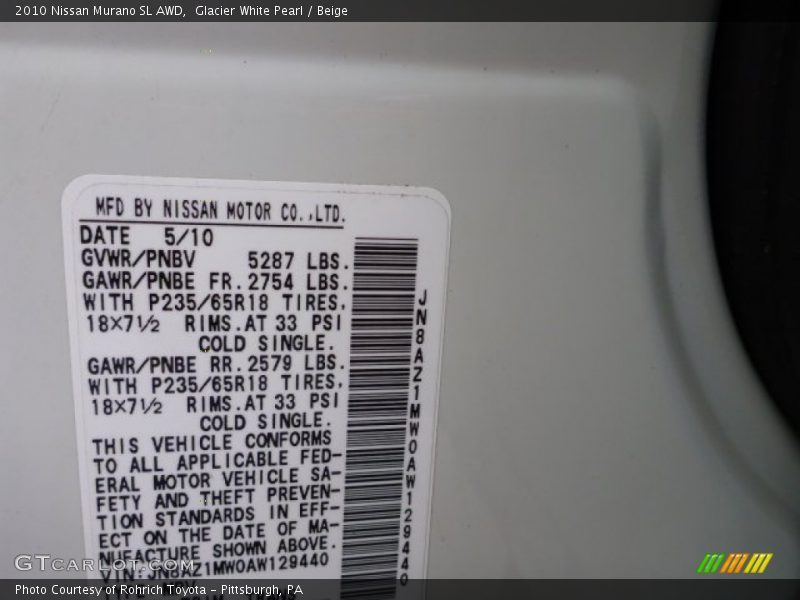 2010 Nissan Murano SL AWD,  Glacier White Pearl / Beige
MFD BY NISSAN MOTOR CO.,LTD.
DATE 5/10
GVWR/PNBV 5287 LBS.
GAWR/PNBE FR. 2754 LBS.
WITH P235/65R18 TIRES.
18×7½ RIMS. AT 33 PSI
COLD SINGLE.
GAWR/PNBE RR. 2579 LBS.
WITH P235/65R18 TIRES.
18×7½ RIMS. AT 33 PSI
COLD SINGLE.
THIS VEHICLE CONFORMS
TO ALL APPLICABLE FED-
ERAL MOTOR VEHICLE SA-
FETY AND THEFT PREVEN-
TION STANDARDS IN EFF-
ECT ON THE DATE OF MA-
NUFACTURE SHOWN ABOVE.
VIN:JN8AZ1MW0AW129440
JN8AZ1MW0AW129440
GTCarLot.com
Photo Courtesy of Rohrich Toyota - Pittsburgh, PA